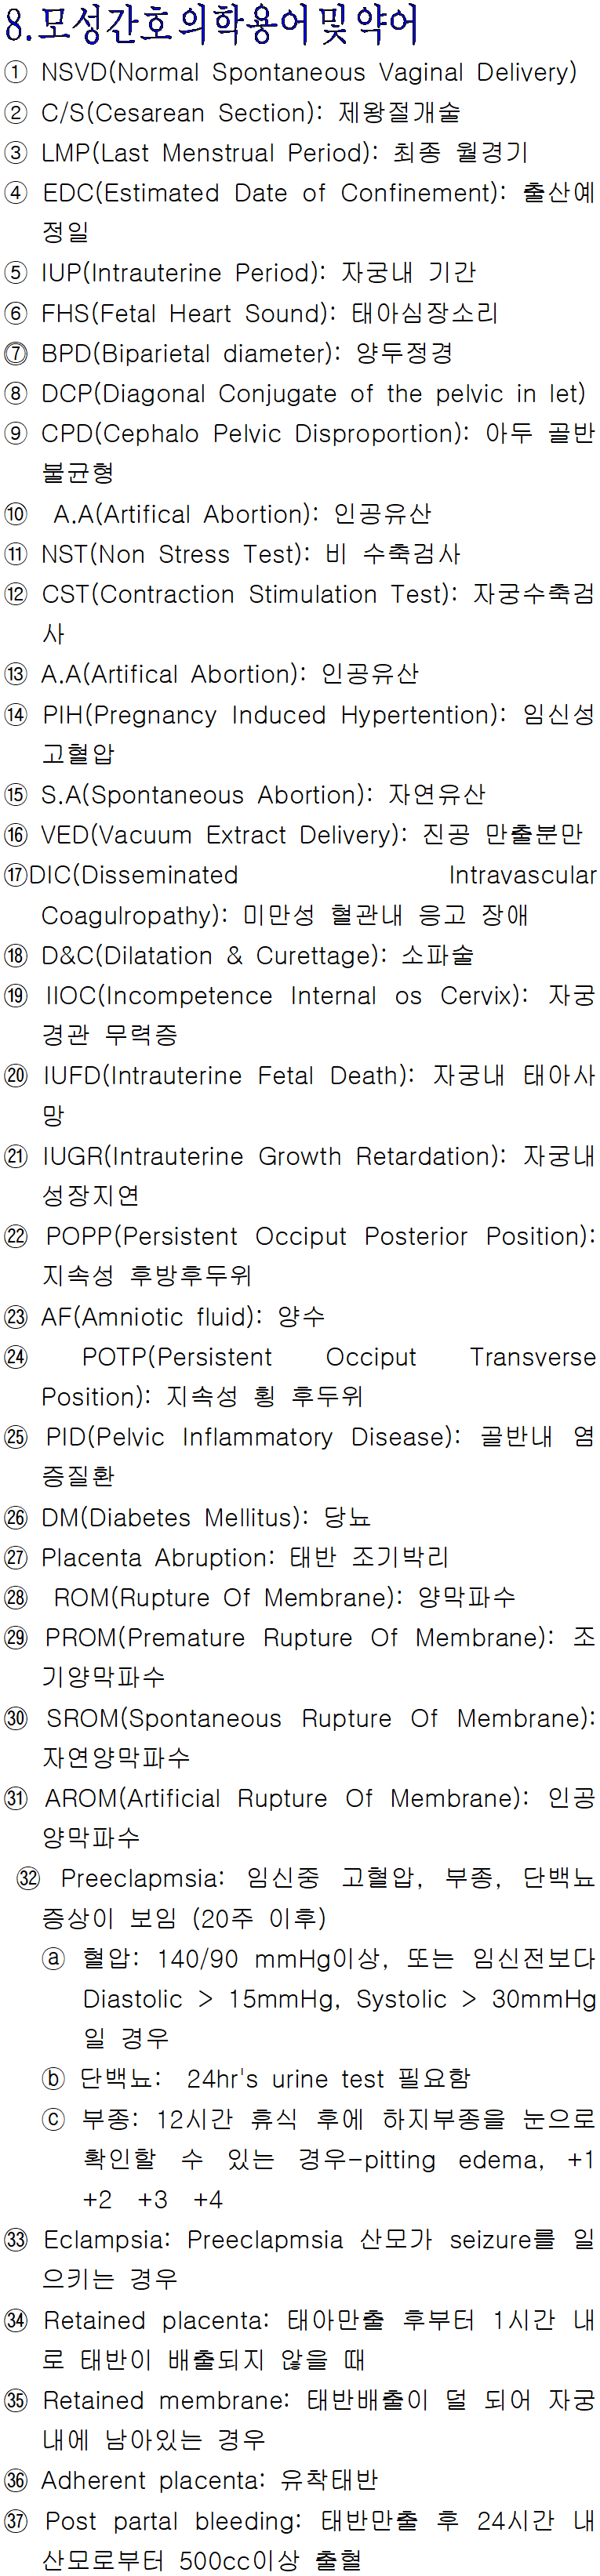 8.모성간호의학용어및약어
① NSVD(Normal Spontaneous Vaginal Delivery)
② C/S(Cesarean Section): 제왕절개술
③ LMP(Last Menstrual Period): 최종 월경기
④ EDC(Estimated Date of Confinement): 출산예
정일
⑤ IUP(Intrauterine Period): 자궁내 기간
⑥ FHS(Fetal Heart Sound): 태아심장소리
⑦ BPD(Biparietal diameter): 양두정경
⑧ DCP(Diagonal Conjugate of the pelvic in let)
⑨ CPD(Cephalo Pelvic Disproportion): 아두 골반
불균형
⑩ A.A(Artifical Abortion): 인공유산
⑪ NST(Non Stress Test): 비 수축검사
⑫ CST(Contraction Stimulation Test): 자궁수축검
사
⑬ A.A(Artifical Abortion): 인공유산
⑭ PIH(Pregnancy Induced Hypertention): 임신성
고혈압
⑮ S.A(Spontaneous Abortion): 자연유산
⑯ VED(Vacuum Extract Delivery): 진공 만출분만
⑰DIC(Disseminated Intravascular
Coagulropathy): 미만성 혈관내 응고 장애
⑱ D&C(Dilatation & Curettage): 소파술
⑲ IIOC(Incompetence Internal os Cervix): 자궁
경관 무력증
⑳ IUFD(Intrauterine Fetal Death): 자궁내 태아사
망
㉑ IUGR(Intrauterine Growth Retardation): 자궁내
성장지연
㉒ POPP(Persistent Occiput Posterior Position):
지속성 후방후두위
㉓ AF(Amniotic fluid): 양수
㉔ POTP(Persistent Occiput Transverse
Position): 지속성 횡 후두위
㉕ PID(Pelvic Inflammatory Disease): 골반내 염
증질환
㉖ DM(Diabetes Mellitus): 당뇨
㉗ Placenta Abruption: 태반 조기박리
㉘ ROM(Rupture Of Membrane): 양막파수
㉙ PROM(Premature Rupture Of Membrane): 조
기양막파수
㉚ SROM(Spontaneous Rupture Of Membrane):
자연양막파수
㉛ AROM(Artificial Rupture Of Membrane): 인공
양막파수
㉜ Preeclapmsia: 임신중 고혈압, 부종, 단백뇨
증상이 보임 (20주 이후)
ⓐ 혈압: 140/90 mmHg이상, 또는 임신전보다
Diastolic > 15mmHg, Systolic > 30mmHg
일 경우
ⓑ 단백뇨: 24hr's urine test 필요함
ⓒ 부종: 12시간 휴식 후에 하지부종을 눈으로
확인할 수 있는 경우-pitting edema, +1
+2 +3 +4
㉝ Eclampsia: Preeclapmsia 산모가 seizure를 일
으키는 경우
㉞ Retained placenta: 태아만출 후부터 1시간 내
로 태반이 배출되지 않을 때
㉟ Retained membrane: 태반배출이 덜 되어 자궁
내에 남아있는 경우
㊱ Adherent placenta: 유착태반
㊲ Post partal bleeding: 태반만출 후 24시간 내
산모로부터 500cc이상 출혈